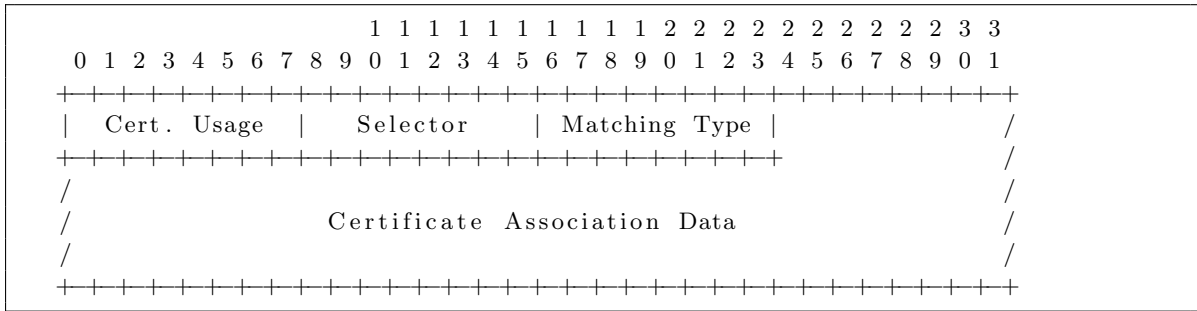 1 1 1 1 1 1 1 1 1 1 2 2 2 2 2 2 2 2 2 2 3 3
0 1 2 3 4 5 6 7 8 9 0 1 2 3 4 5 6 7 8 9 0 1 2 3 4 5 6 7 8 9 0 1
+-+-+-+-+-+-+-+-+-+-+-+-+-+-+-+-+-+-+-+-+-+-+-+-+-+-+-+-+-+-+-+-+
| Cert. Usage | Selector | Matching Type | /
+-+-+-+-+-+-+-+-+-+-+-+-+-+-+-+-+-+-+-+-+-+-+-+-+ /
/ /
/ Certificate Association Data /
/ /
+-+-+-+-+-+-+-+-+-+-+-+-+-+-+-+-+-+-+-+-+-+-+-+-+-+-+-+-+-+-+-+-+